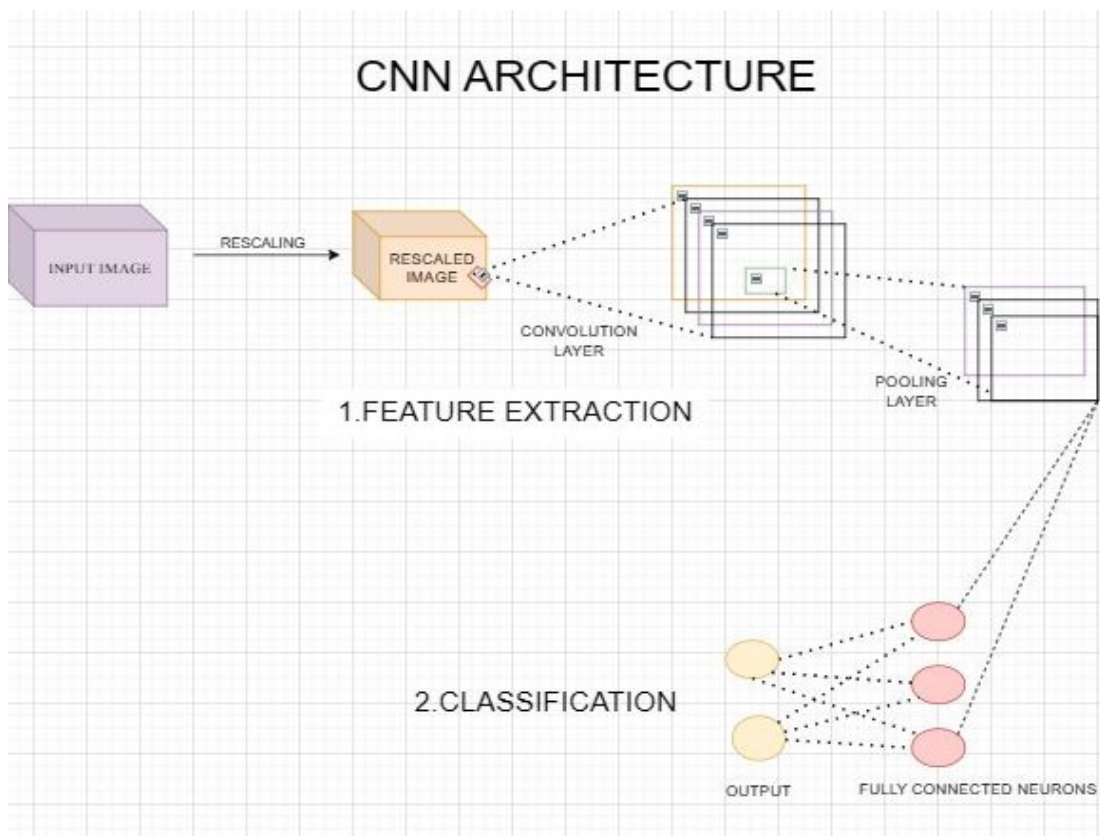 CNN ARCHITECTURE
INPUT IMAGE
RESCALING
RESCALED
IMAGE
CONVOLUTION
LAYER
POOLING
LAYER
1.FEATURE EXTRACTION
2.CLASSIFICATION
OUTPUT
FULLY CONNECTED NEURONS